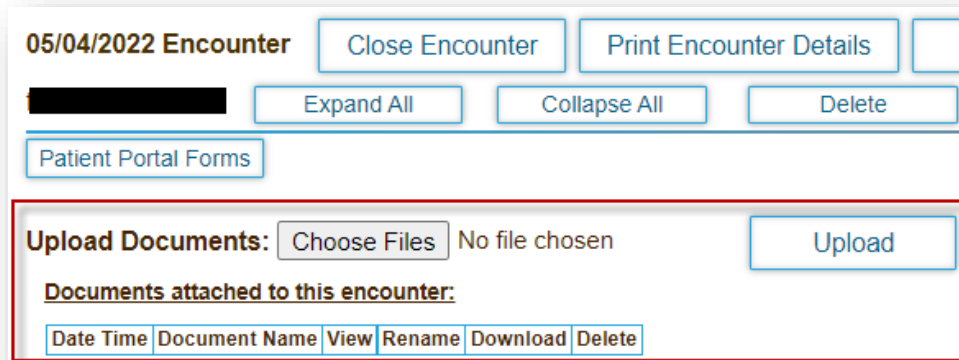 05/04/2022 Encounter Close Encounter Print Encounter Details
Expand All Collapse All Delete
Patient Portal Forms
Upload Documents: Choose Files No file chosen Upload
Documents attached to this encounter:
Date Time Document Name View Rename Download Delete